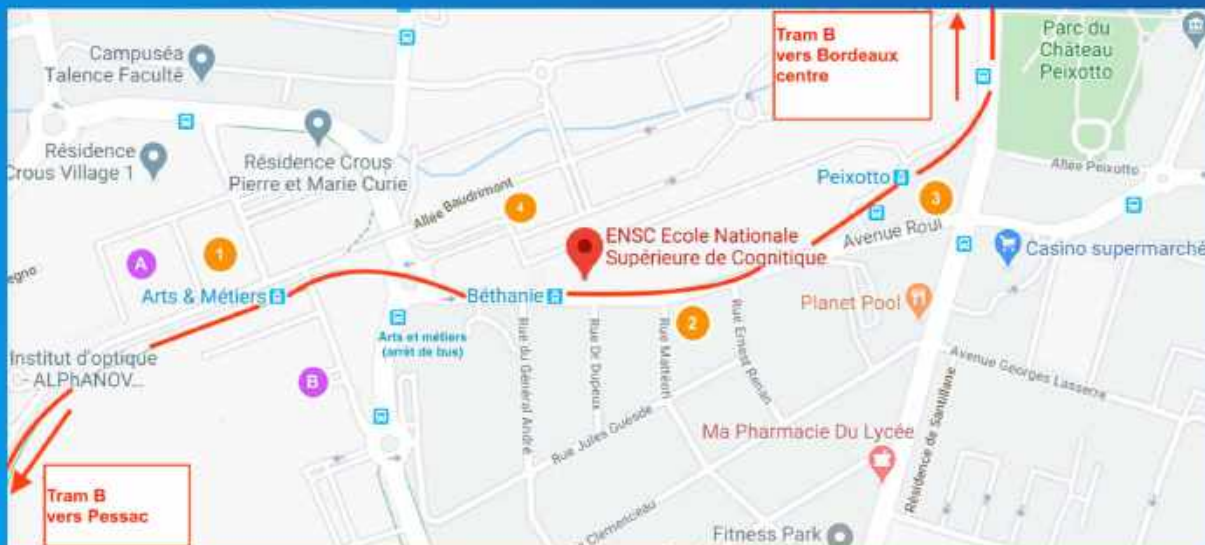 Campuséa
Talence Faculté
Tram B
vers Bordeaux
centre
Parc du
Château
Peixotto
Résidence
Crous Village 1
Résidence Crous
Pierre et Marie Curie
Allée Baudrimont
Peixotto
Allée Peixotto
4
3
ENSC Ecole Nationale
Supérieure de Cognitique
Avenue Roul
Casino supermarché
A
1
Arts & Métiers
Béthanie
Planet Pool
2
Arts et métiers
(arrêt de bus)
Rue du Général André
Rue Dr Dupeux
Rue Mattéoti
Rue Ernest Renan
Institut d'optique
- ALPhANOV...
B
Avenue Georges Lasserre
Rue Jules Guesde
Ma Pharmacie Du Lycée
Résidence de Santillane
Tram B
vers Pessac
Clemenceau
Fitness Park